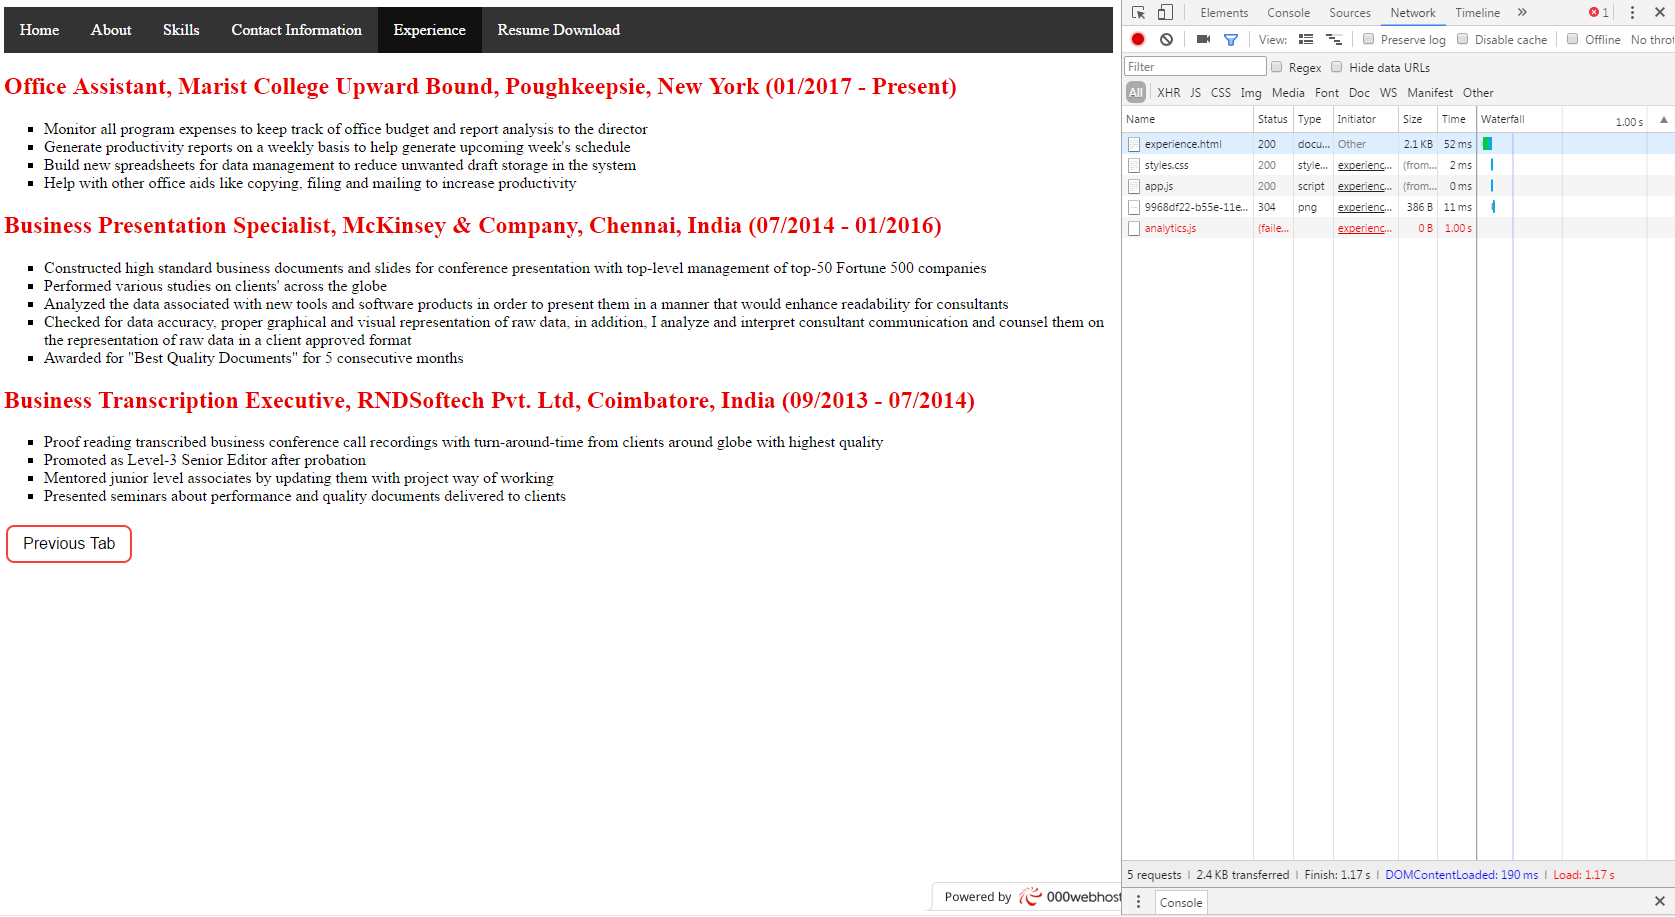 Home About Skills Contact Information Experience Resume Download
Office Assistant, Marist College Upward Bound, Poughkeepsie, New York (01/2017 - Present)
Monitor all program expenses to keep track of office budget and report analysis to the director
Generate productivity reports on a weekly basis to help generate upcoming week's schedule
Build new spreadsheets for data management to reduce unwanted draft storage in the system
Help with other office aids like copying, filing and mailing to increase productivity
Business Presentation Specialist, McKinsey & Company, Chennai, India (07/2014 - 01/2016)
Constructed high standard business documents and slides for conference presentation with top-level management of top-50 Fortune 500 companies
Performed various studies on clients' across the globe
Analyzed the data associated with new tools and software products in order to present them in a manner that would enhance readability for consultants
Checked for data accuracy, proper graphical and visual representation of raw data, in addition, I analyze and interpret consultant communication and counsel them on
the representation of raw data in a client approved format
Awarded for "Best Quality Documents" for 5 consecutive months
Business Transcription Executive, RNDSoftech Pvt. Ltd, Coimbatore, India (09/2013 - 07/2014)
Proof reading transcribed business conference call recordings with turn-around-time from clients around globe with highest quality
Promoted as Level-3 Senior Editor after probation
Mentored junior level associates by updating them with project way of working
Presented seminars about performance and quality documents delivered to clients
Previous Tab
Powered by 000webhost
Elements Console Sources Network Timeline » 1
View: Preserve log Disable cache Offline No thro
Filter Regex Hide data URLs
All XHR JS CSS Img Media Font Doc WS Manifest Other
Name Status Type Initiator Size Time Waterfall 1.00 s
experience.html 200 docu... Other 2.1 KB 52 ms
styles.css 200 style... experienc... (from... 2 ms
app.js 200 script experienc... (from... 0 ms
9968df22-b55e-11e... 304 png experienc... 386 B 11 ms
analytics.js (faile... experienc... 0 B 1.00 s
5 requests | 2.4 KB transferred | Finish: 1.17 s | DOMContentLoaded: 190 ms | Load: 1.17 s
Console